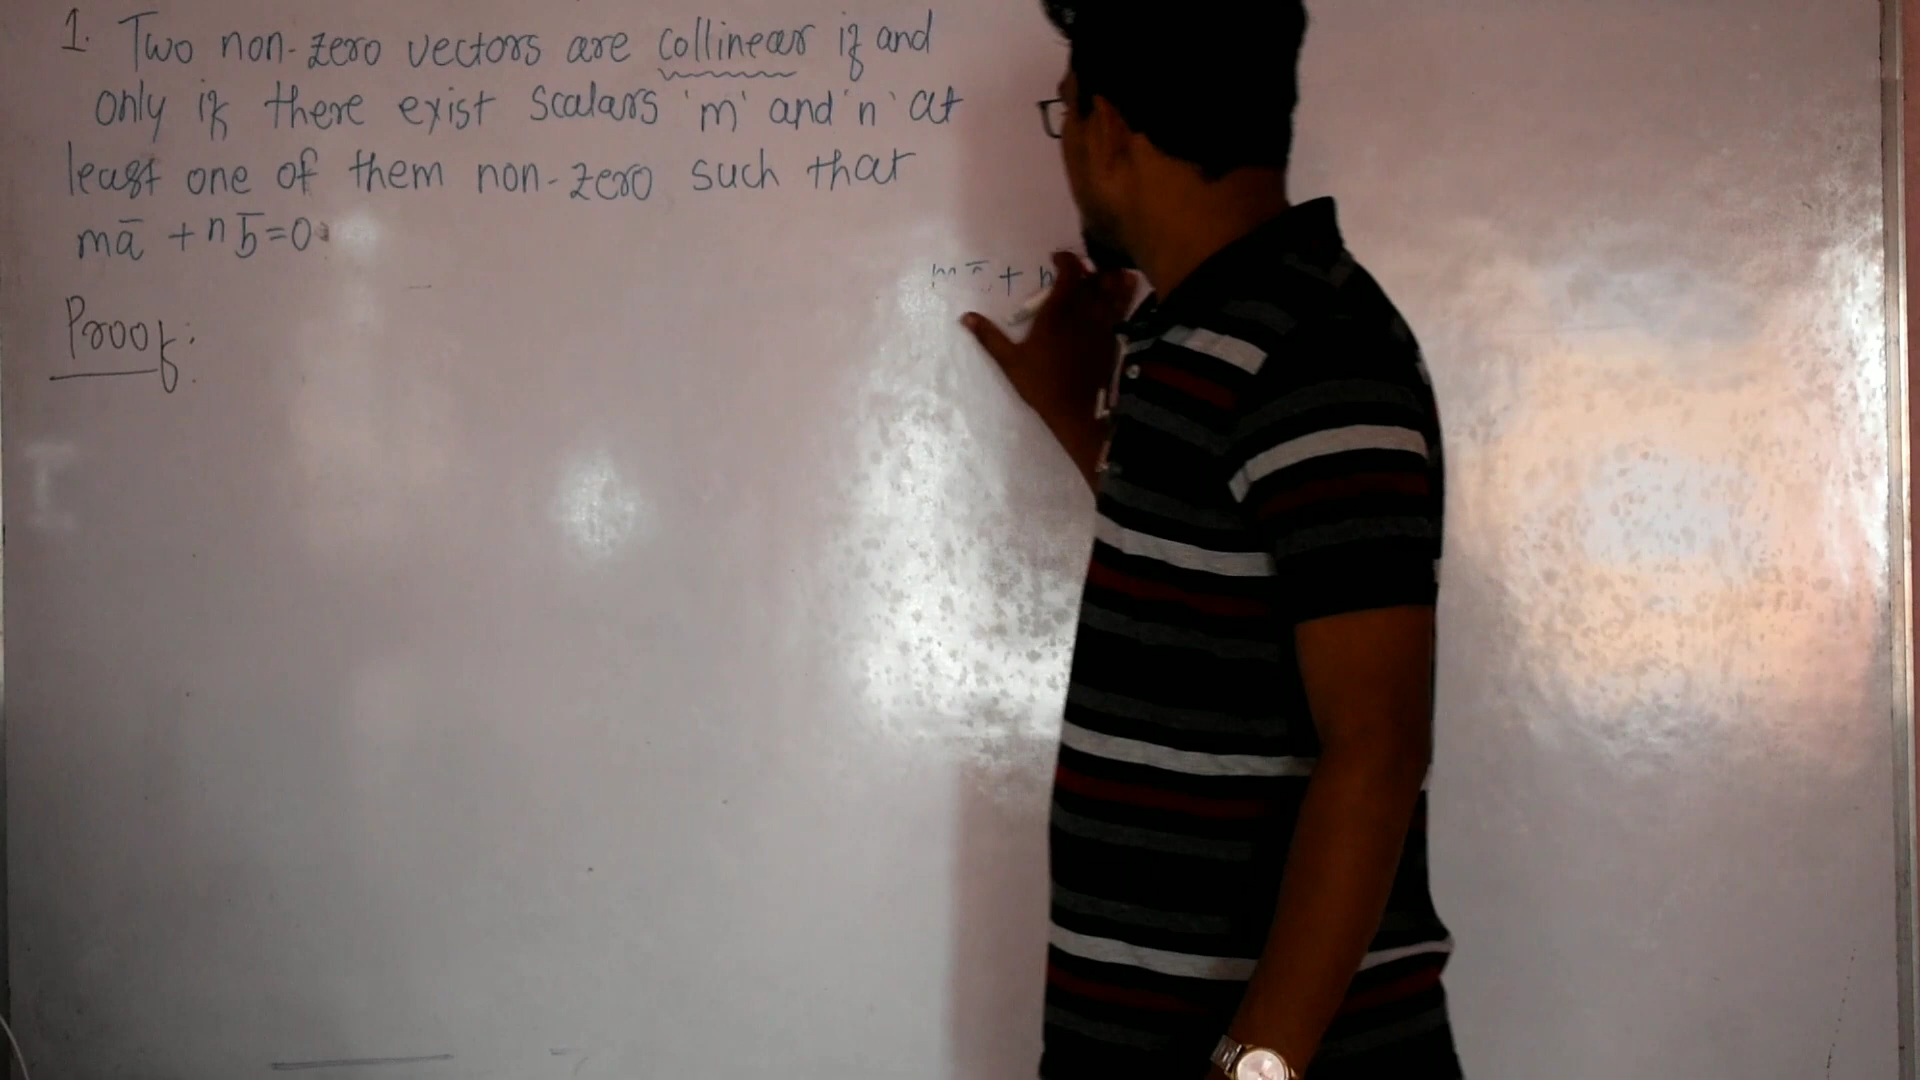 1. Two non-zero vectors are collinear if and
only if there exist scalars 'm' and 'n' at
least one of them non-zero such that
mā + n b̄ = 0.
mā + n
Proof: